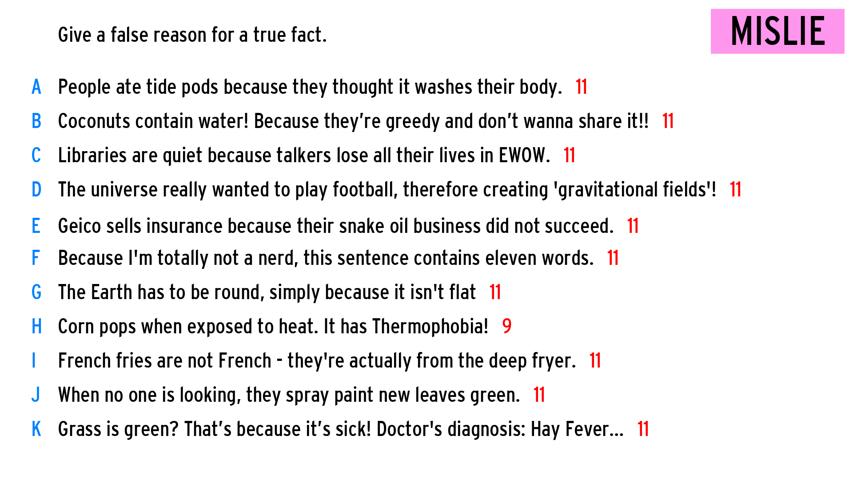 Give a false reason for a true fact.
MISLIE
A People ate tide pods because they thought it washes their body. 11
B Coconuts contain water! Because they're greedy and don't wanna share it!! 11
C Libraries are quiet because talkers lose all their lives in EWOW. 11
D The universe really wanted to play football, therefore creating 'gravitational fields'! 11
E Geico sells insurance because their snake oil business did not succeed. 11
F Because I'm totally not a nerd, this sentence contains eleven words. 11
G The Earth has to be round, simply because it isn't flat 11
H Corn pops when exposed to heat. It has Thermophobia! 9
I French fries are not French - they're actually from the deep fryer. 11
J When no one is looking, they spray paint new leaves green. 11
K Grass is green? That's because it's sick! Doctor's diagnosis: Hay Fever... 11